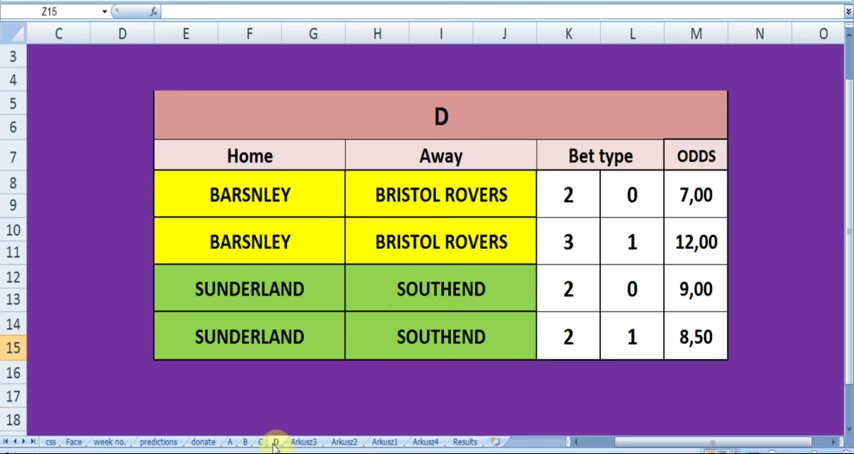 Z15 fx
C D E F G H I J K L M N O
3
4
5 D
6
7 Home Away Bet type ODDS
8 BARSNLEY BRISTOL ROVERS 2 0 7,00
9
10 BARSNLEY BRISTOL ROVERS 3 1 12,00
11
12 SUNDERLAND SOUTHEND 2 0 9,00
13
14 SUNDERLAND SOUTHEND 2 1 8,50
15
16
17
18
css Face week no. predictions donate A B C D Arkusz3 Arkusz2 Arkusz1 Arkusz4 Results